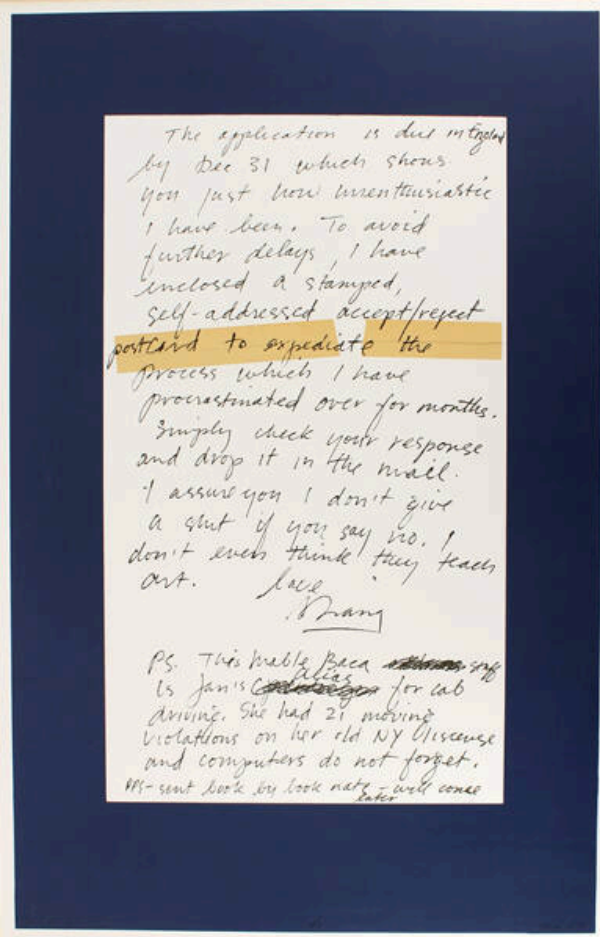 The application is due in England
by Dec 31 which shows
you just how unenthusiastic
I have been. To avoid
further delays, I have
enclosed a stamped,
self-addressed accept/reject
postcard to expediate the
process which I have
procrastinated over for months.
Simply check your response
and drop it in the mail.
I assure you I don't give
a shit if you say no. I
don't even think they teach
art.
love
PS. This Mable Baca stuff
is Jan's alias for cab
driving. She had 21 moving
violations on her old NY liscense
and computers do not forget.
PPS - sent book by book rate - will come
later